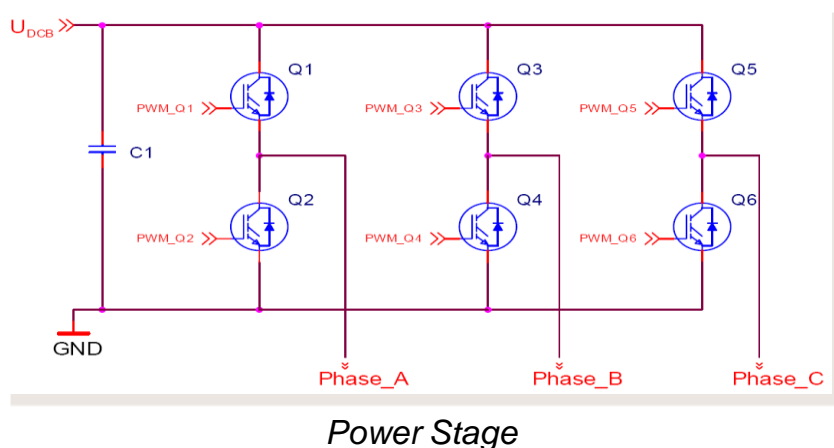 U_DCB
Q1
Q3
Q5
PWM_Q1
PWM_Q3
PWM_Q5
C1
Q2
Q4
Q6
PWM_Q2
PWM_Q4
PWM_Q6
GND
Phase_A
Phase_B
Phase_C
Power Stage